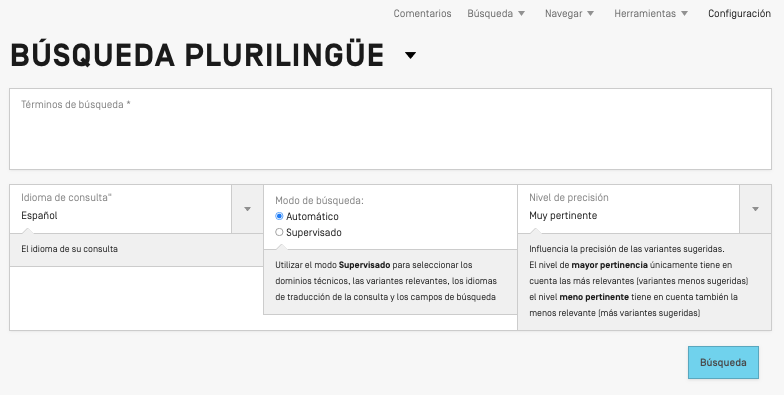 Comentarios Búsqueda Navegar Herramientas Configuración
BÚSQUEDA PLURILINGÜE
Términos de búsqueda *
Idioma de consulta*
Español
El idioma de su consulta
Modo de búsqueda:
Automático
Supervisado
Utilizar el modo Supervisado para seleccionar los
dominios técnicos, las variantes relevantes, los idiomas
de traducción de la consulta y los campos de búsqueda
Nivel de precisión
Muy pertinente
Influencia la precisión de las variantes sugeridas.
El nivel de mayor pertinencia únicamente tiene en
cuenta las más relevantes (variantes menos sugeridas)
el nivel meno pertinente tiene en cuenta también la
menos relevante (más variantes sugeridas)
Búsqueda